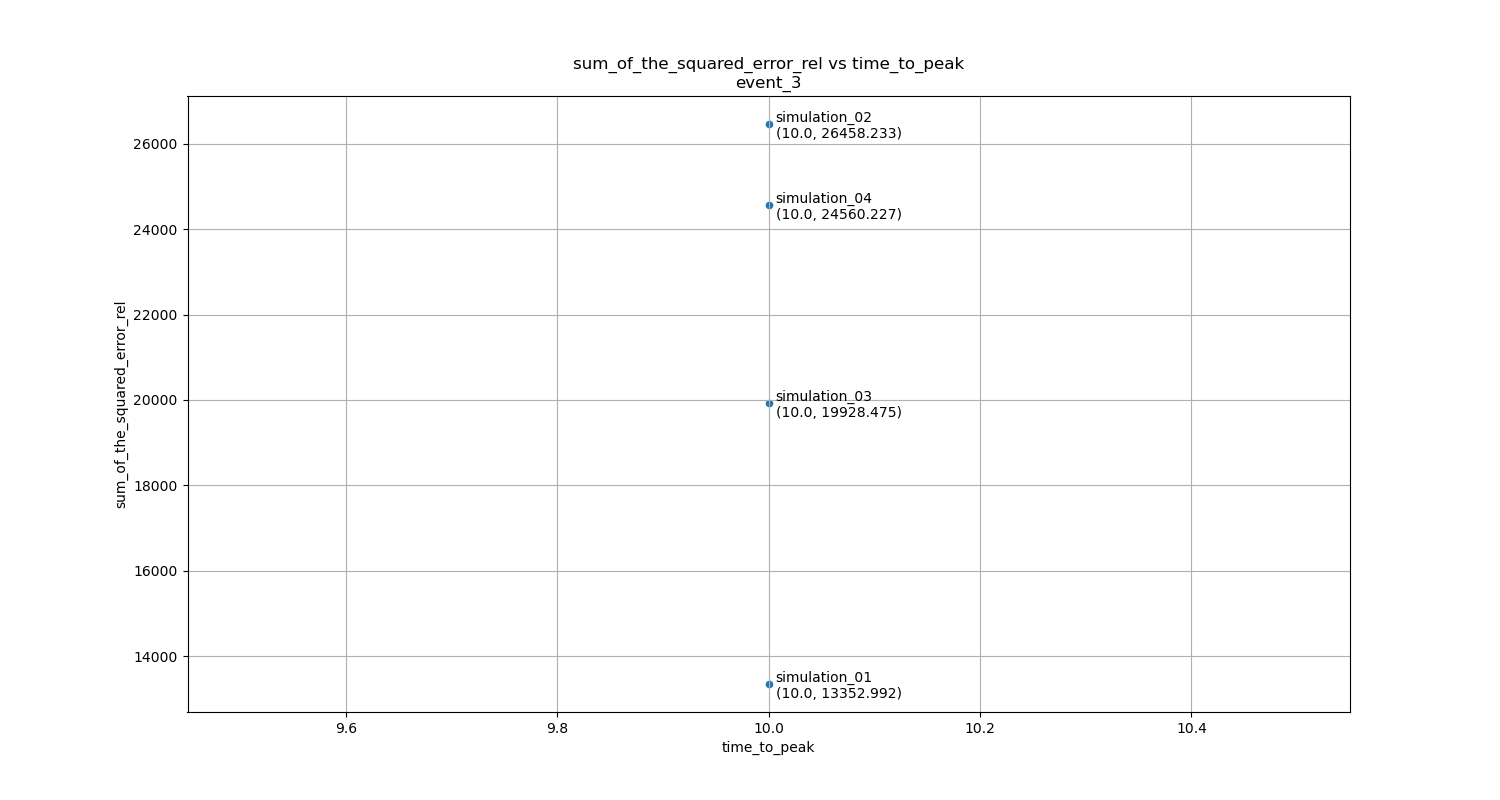 sum_of_the_squared_error_rel vs time_to_peak
event_3
sum_of_the_squared_error_rel
26000
24000
22000
20000
18000
16000
14000
simulation_02
(10.0, 26458.233)
simulation_04
(10.0, 24560.227)
simulation_03
(10.0, 19928.475)
simulation_01
(10.0, 13352.992)
9.6 9.8 10.0 10.2 10.4
time_to_peak